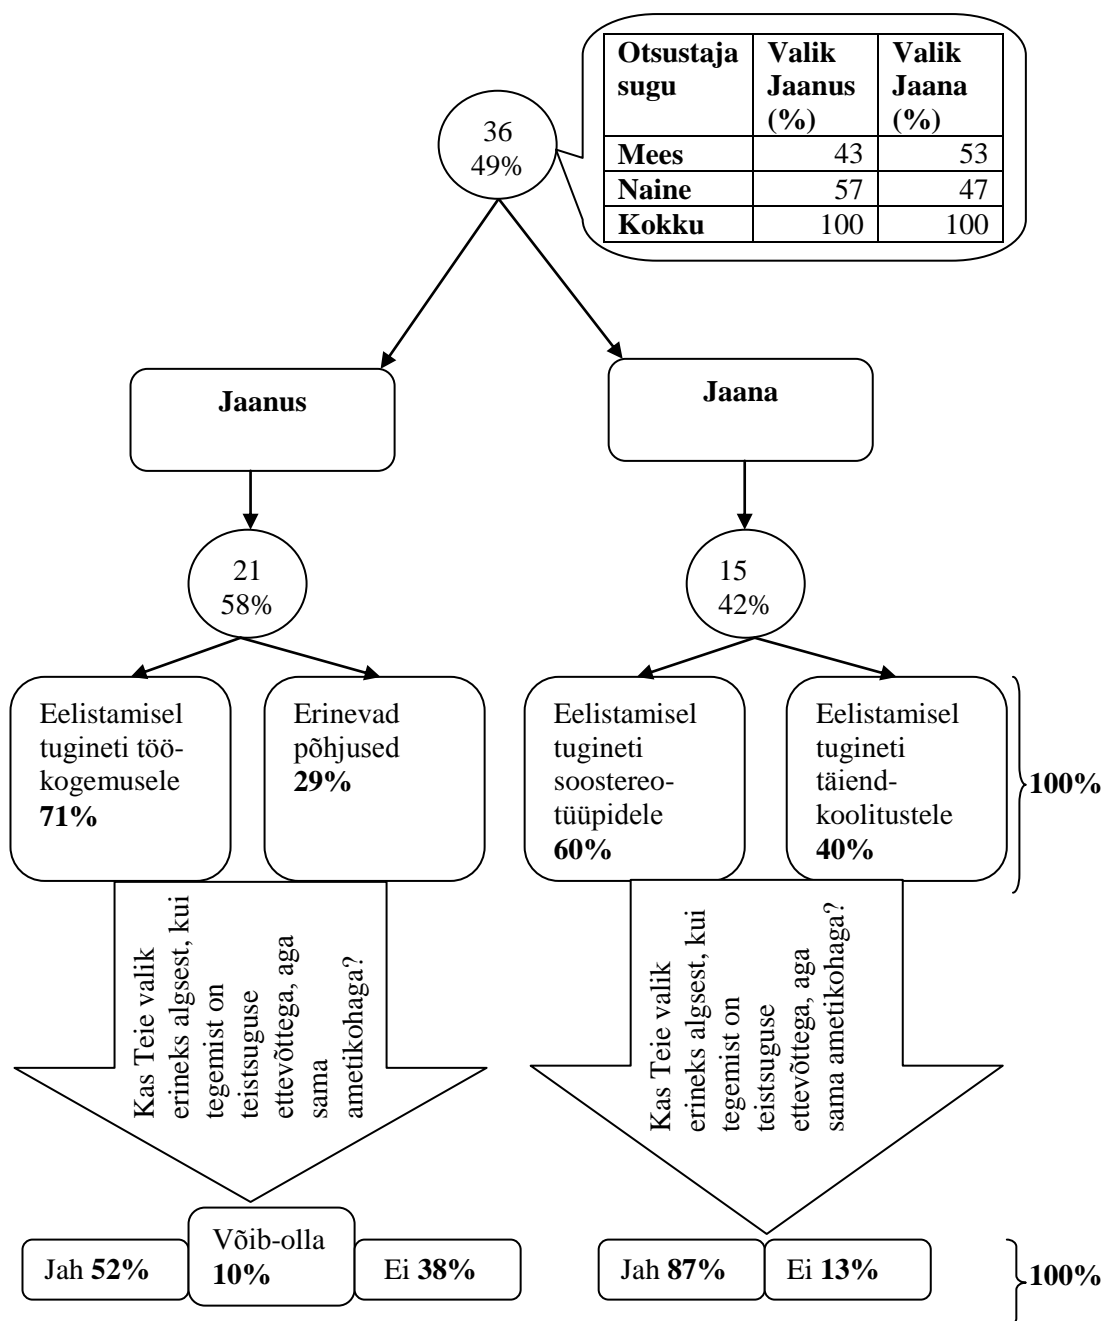 Otsustaja sugu Valik Jaanus (%) Valik Jaana (%)
Mees 43 53
Naine 57 47
Kokku 100 100
36
49%
Jaanus
Jaana
21
58%
15
42%
Eelistamisel
tugineti töö-
kogemusele
71%
Erinevad
põhjused
29%
Eelistamisel
tugineti
soostereo-
tüüpidele
60%
Eelistamisel
tugineti
täiend-
koolitustele
40%
100%
Kas Teie valik
erineks algsest, kui
tegemist on
teistsuguse
ettevõttega, aga
sama
ametikohaga?
Kas Teie valik
erineks algsest, kui
tegemist on
teistsuguse
ettevõttega, aga
sama ametikohaga?
Jah 52%
Võib-olla
10%
Ei 38%
Jah 87%
Ei 13%
100%